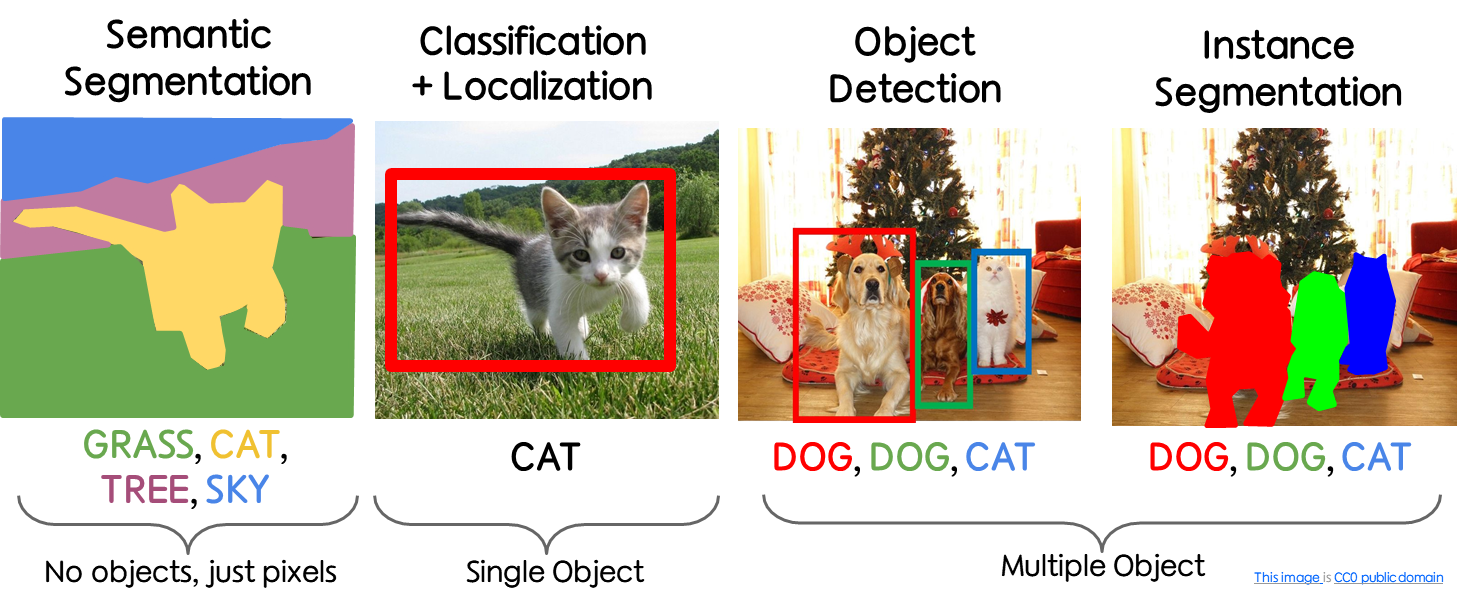 Semantic
Segmentation
Classification
+ Localization
Object
Detection
Instance
Segmentation
GRASS, CAT,
TREE, SKY
CAT
DOG, DOG, CAT
DOG, DOG, CAT
No objects, just pixels
Single Object
Multiple Object
This image is CC0 public domain